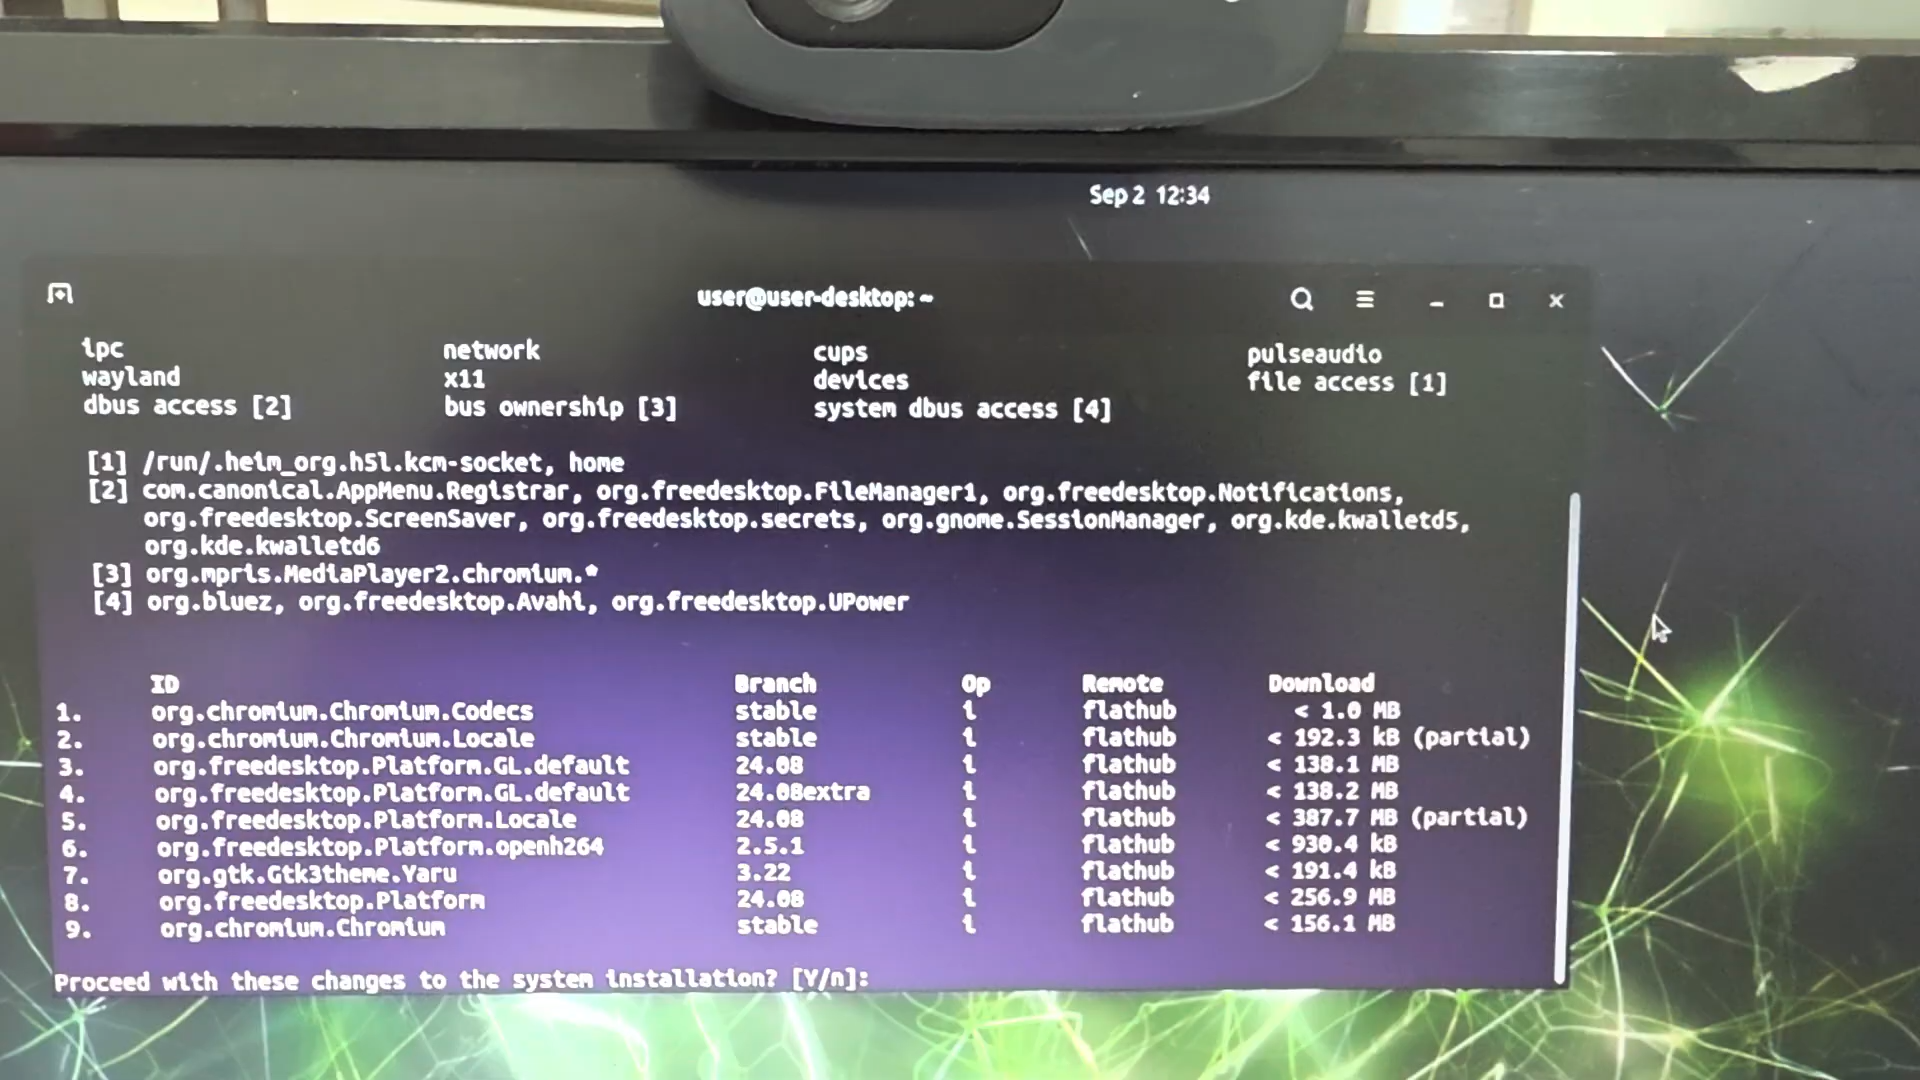 Sep 2 12:34
user@user-desktop: ~
ipc network cups pulseaudio
wayland x11 devices file access [1]
dbus access [2] bus ownership [3] system dbus access [4]
[1] /run/.heim_org.h5l.kcm-socket, home
[2] com.canonical.AppMenu.Registrar, org.freedesktop.FileManager1, org.freedesktop.Notifications,
org.freedesktop.ScreenSaver, org.freedesktop.secrets, org.gnome.SessionManager, org.kde.kwalletd5,
org.kde.kwalletd6
[3] org.mpris.MediaPlayer2.chromium.*
[4] org.bluez, org.freedesktop.Avahi, org.freedesktop.UPower
ID Branch Op Remote Download
1. org.chromium.Chromium.Codecs stable i flathub < 1.0 MB
2. org.chromium.Chromium.Locale stable i flathub < 192.3 kB (partial)
3. org.freedesktop.Platform.GL.default 24.08 i flathub < 138.1 MB
4. org.freedesktop.Platform.GL.default 24.08extra i flathub < 138.2 MB
5. org.freedesktop.Platform.Locale 24.08 i flathub < 387.7 MB (partial)
6. org.freedesktop.Platform.openh264 2.5.1 i flathub < 930.4 kB
7. org.gtk.Gtk3theme.Yaru 3.22 i flathub < 191.4 kB
8. org.freedesktop.Platform 24.08 i flathub < 256.9 MB
9. org.chromium.Chromium stable i flathub < 156.1 MB
Proceed with these changes to the system installation? [Y/n]: